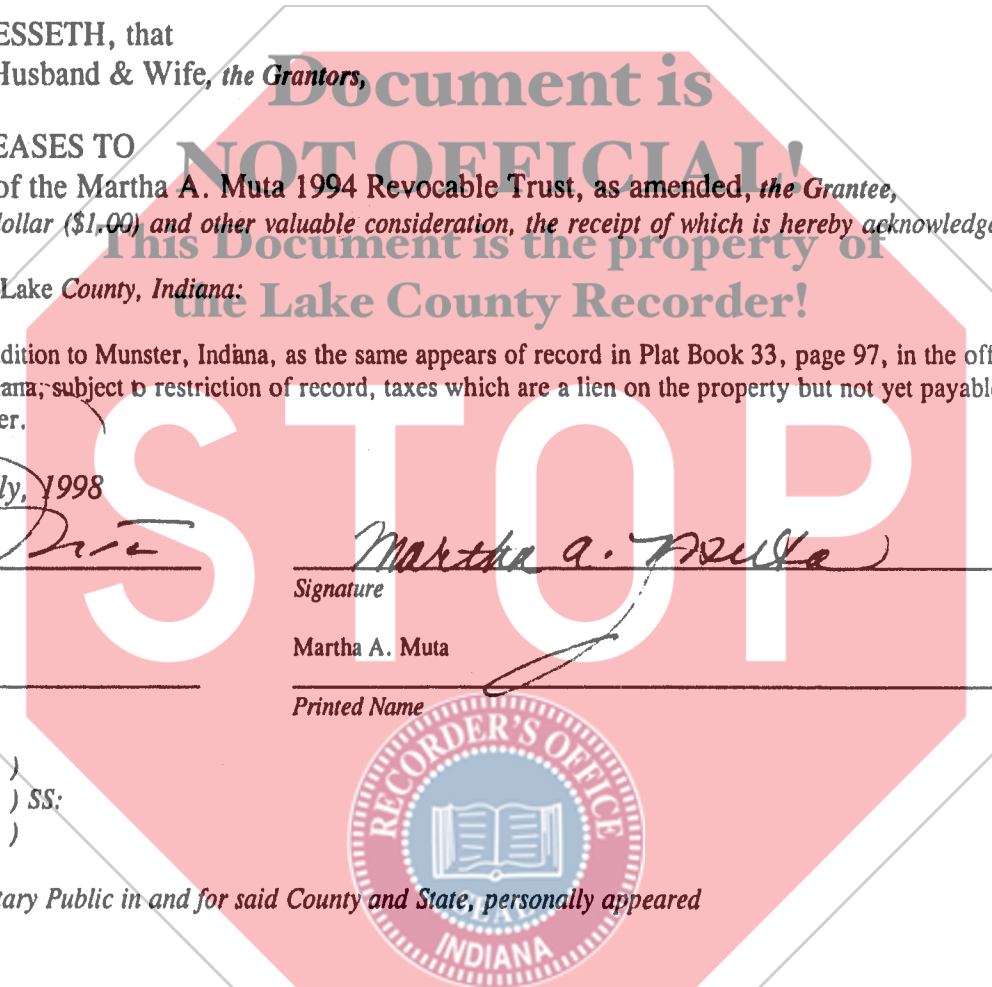 ESSETH, that
Husband & Wife, the Grantors,
Document is
EASES TO
NOT OFFICIAL!
of the Martha A. Muta 1994 Revocable Trust, as amended, the Grantee,
ollar ($1.00) and other valuable consideration, the receipt of which is hereby acknowledge
This Document is the property of
Lake County, Indiana:
the Lake County Recorder!
dition to Munster, Indiana, as the same appears of record in Plat Book 33, page 97, in the off
iana, subject to restriction of record, taxes which are a lien on the property but not yet payable
er.
STOP
ly, 1998
Martha A. Muta
Signature
Martha A. Muta
Printed Name
)
) SS:
)
RECORDER'S OFFICE
tary Public in and for said County and State, personally appeared
SEAL
INDIANA